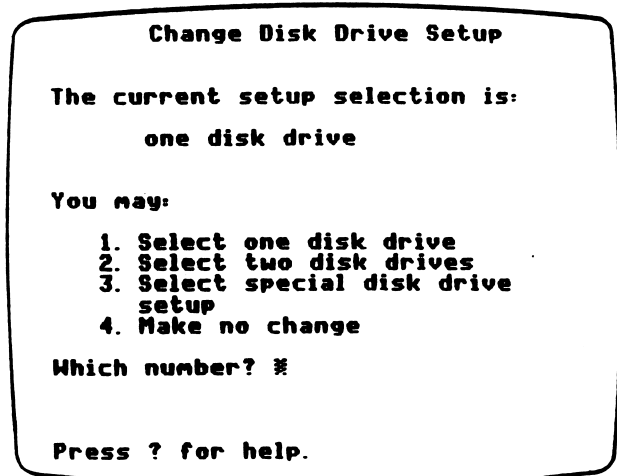 Change Disk Drive Setup
The current setup selection is:
one disk drive
You may:
1. Select one disk drive
2. Select two disk drives
3. Select special disk drive
setup
4. Make no change
Which number? ※
Press ? for help.